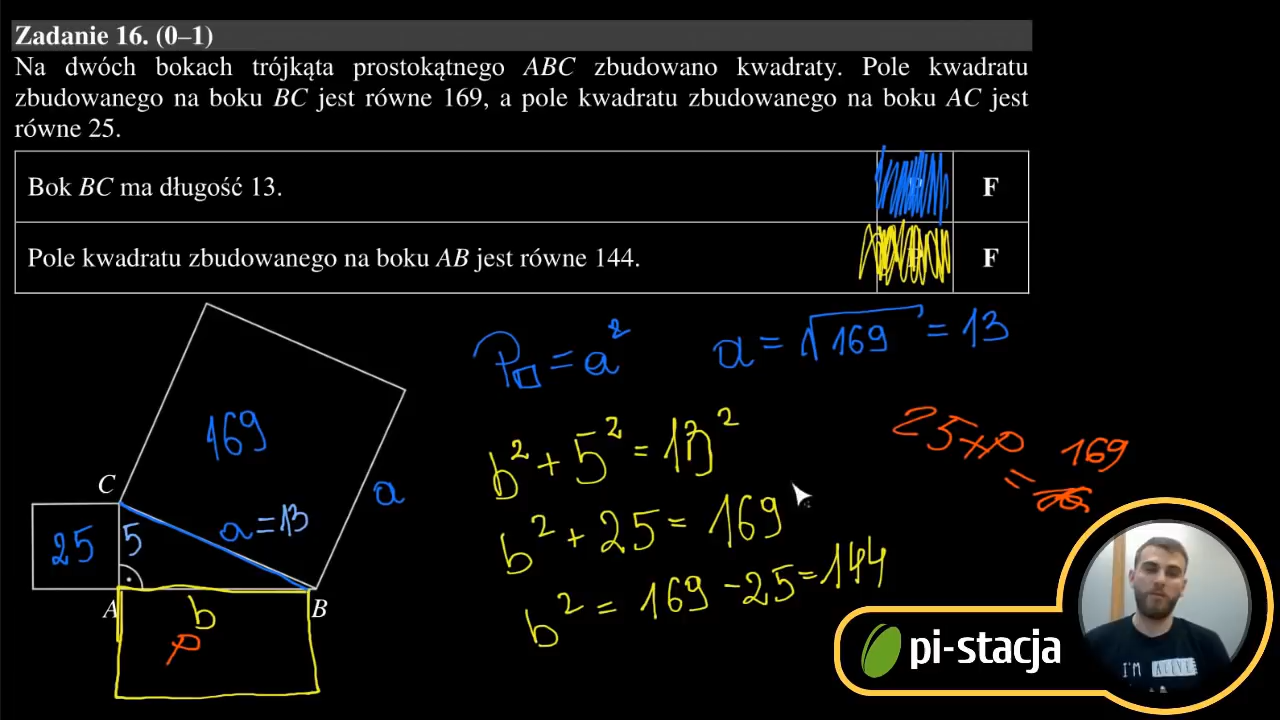 Zadanie 16. (0–1)
Na dwóch bokach trójkąta prostokątnego ABC zbudowano kwadraty. Pole kwadratu
zbudowanego na boku BC jest równe 169, a pole kwadratu zbudowanego na boku AC jest
równe 25.
Bok BC ma długość 13. F
Pole kwadratu zbudowanego na boku AB jest równe 144. F
P□ = a² a = √169 = 13
169
b² + 5² = 13²
25 + P = 169
C
a
25 5 a = 13
b² + 25 = 169
b² = 169 - 25 = 144
A b B
P
pi-stacja
I'M ALIVE